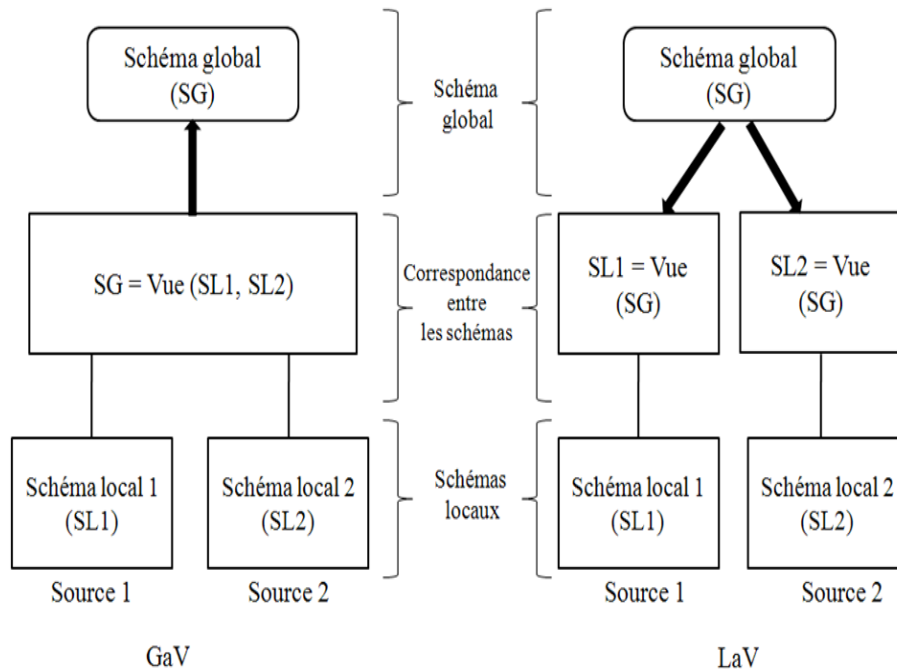 Schéma global
(SG)
SG = Vue (SL1, SL2)
Schéma local 1
(SL1)
Schéma local 2
(SL2)
Source 1
Source 2
GaV
Schéma
global
Correspondance
entre
les schémas
Schémas
locaux
Schéma global
(SG)
SL1 = Vue
(SG)
SL2 = Vue
(SG)
Schéma local 1
(SL1)
Schéma local 2
(SL2)
Source 1
Source 2
LaV